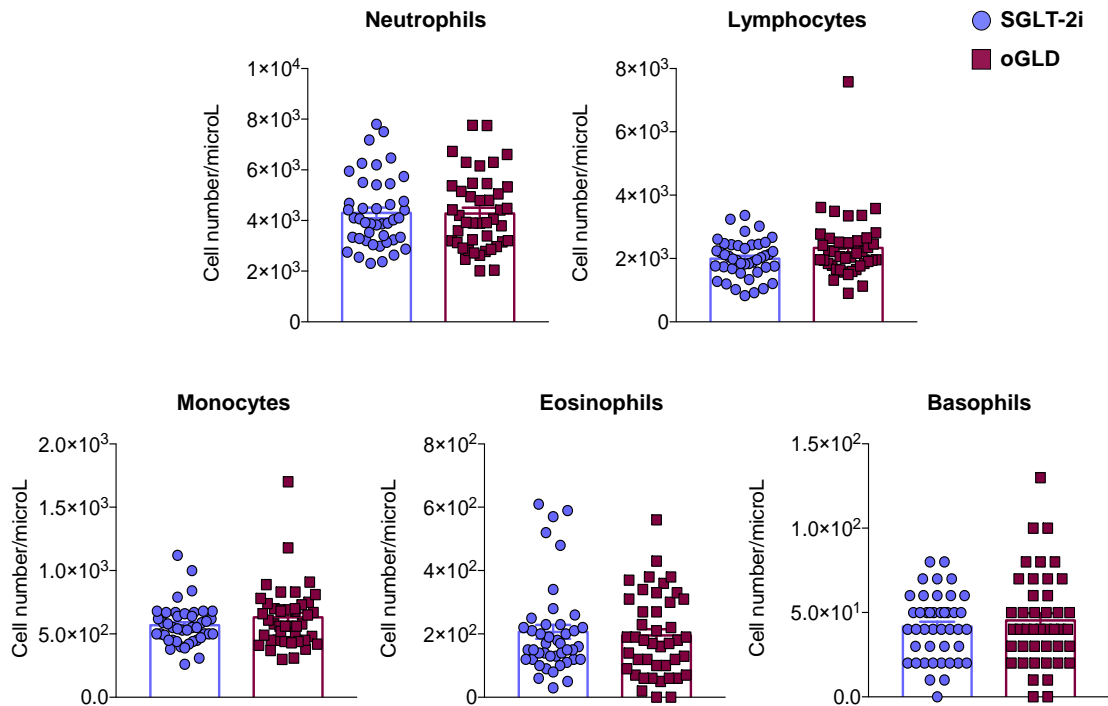 Neutrophils
Lymphocytes
SGLT-2i
oGLD
Cell number/microL
1×10⁴
8×10³
6×10³
4×10³
2×10³
0
Cell number/microL
8×10³
6×10³
4×10³
2×10³
0
Monocytes
Eosinophils
Basophils
Cell number/microL
2.0×10³
1.5×10³
1.0×10³
5.0×10²
0.0
Cell number/microL
8×10²
6×10²
4×10²
2×10²
0
Cell number/microL
1.5×10²
1.0×10²
5.0×10¹
0.0